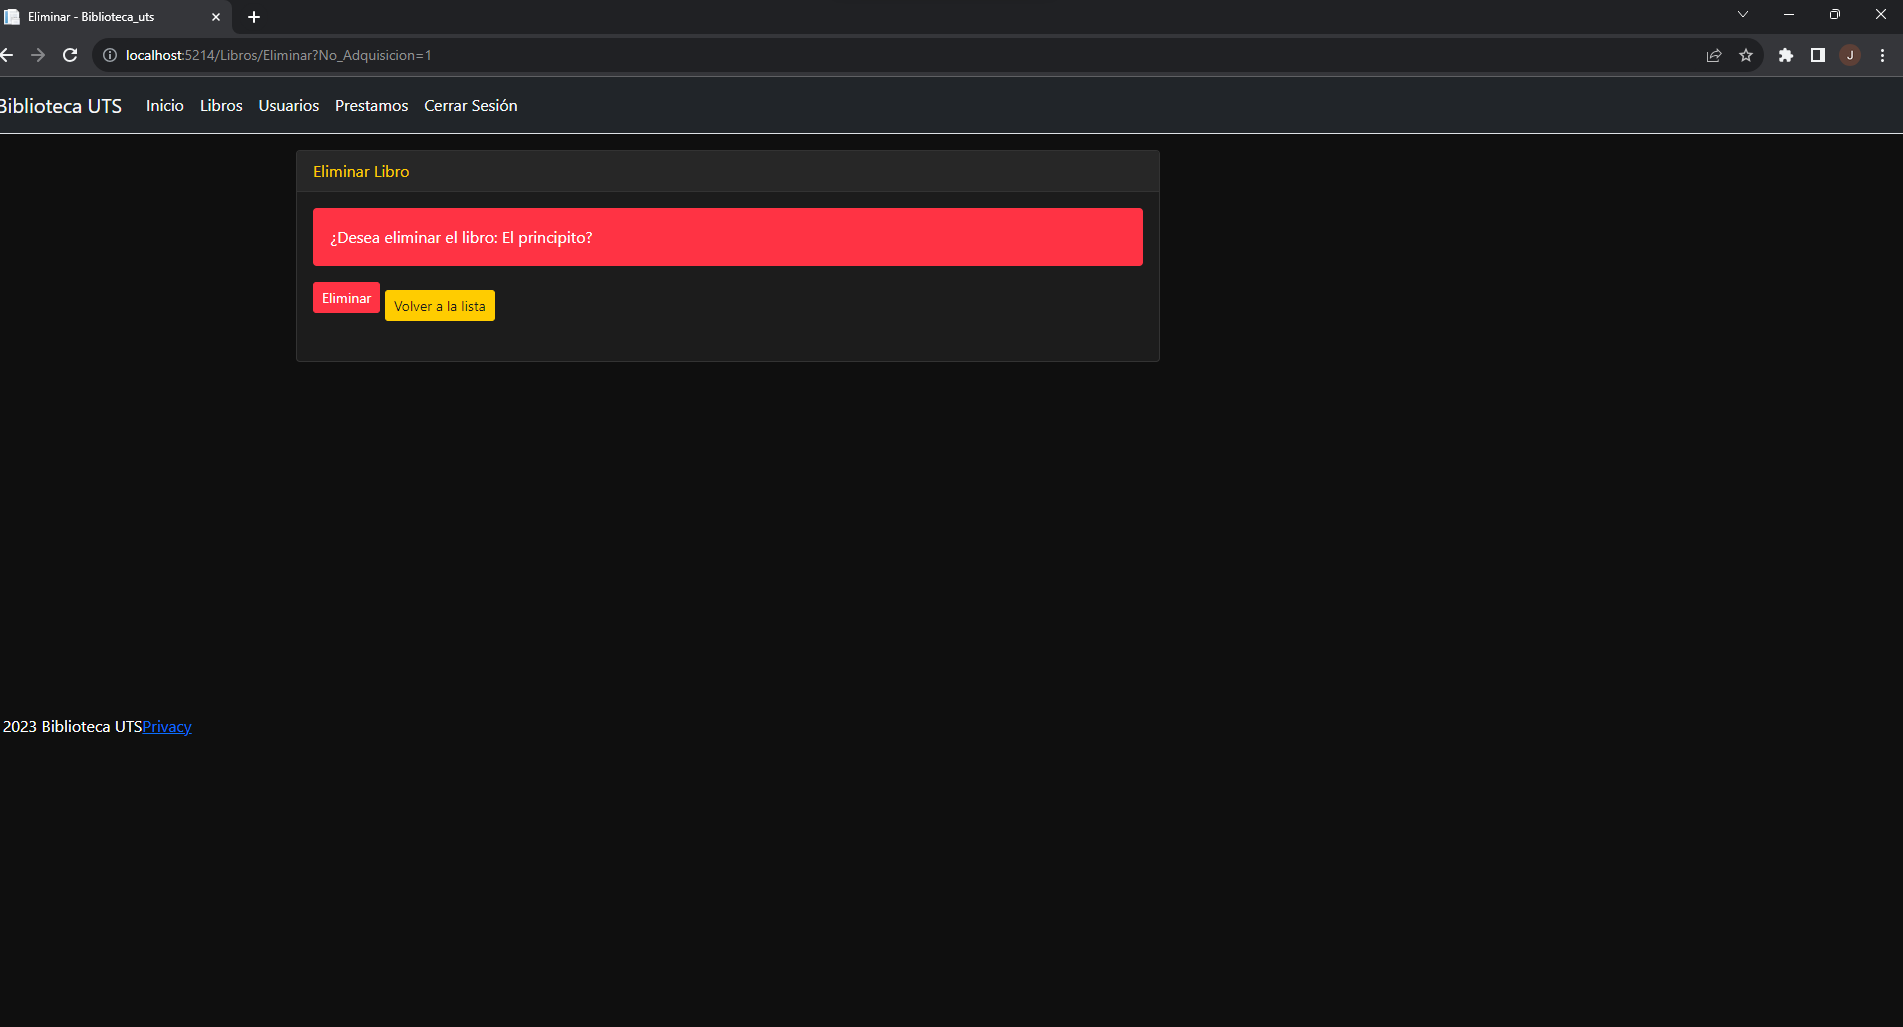 Eliminar - Biblioteca_uts
localhost:5214/Libros/Eliminar?No_Adquisicion=1
J
Biblioteca UTS Inicio Libros Usuarios Prestamos Cerrar Sesión
Eliminar Libro
¿Desea eliminar el libro: El principito?
Eliminar Volver a la lista
2023 Biblioteca UTSPrivacy